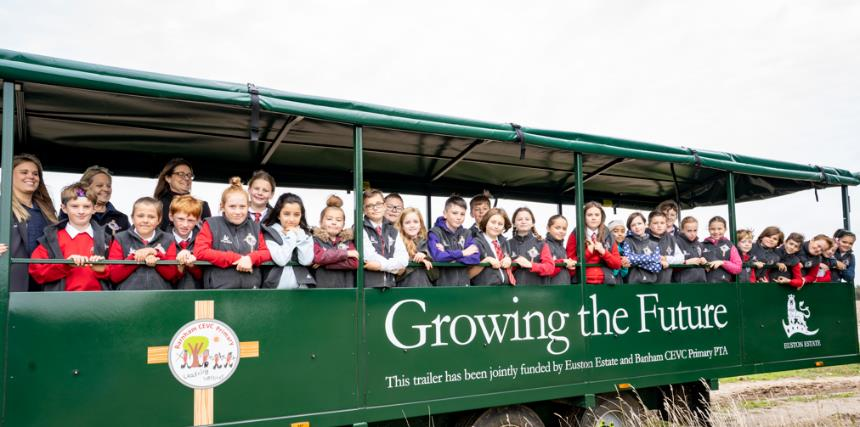 Barnham CEVC Primary
Growing the Future
This trailer has been jointly funded by Euston Estate and Banham CEVC Primary PTA
EUSTON ESTATE